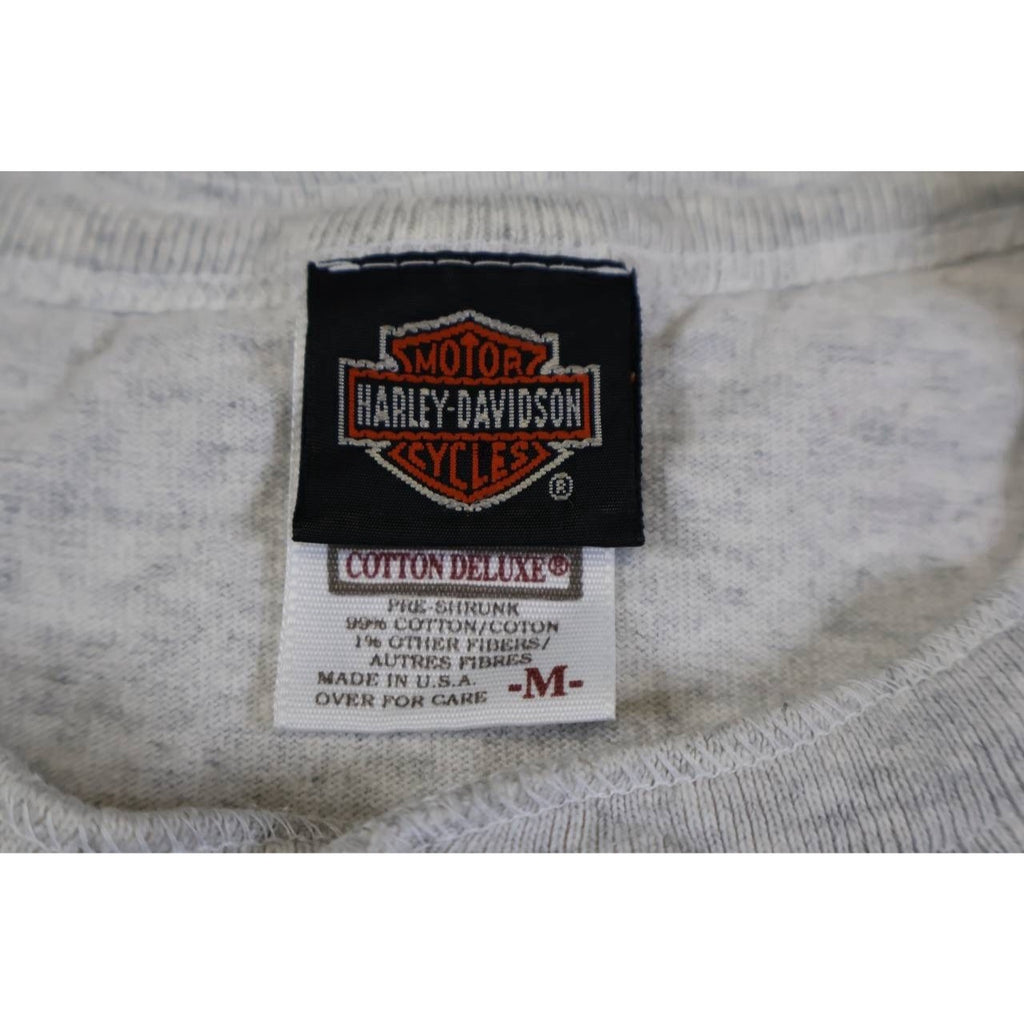 MOTOR
HARLEY-DAVIDSON
CYCLES
®
COTTON DELUXE®
PRE-SHRUNK
99% COTTON/COTON
1% OTHER FIBERS/
AUTRES FIBRES
MADE IN U.S.A.
OVER FOR CARE
-M-